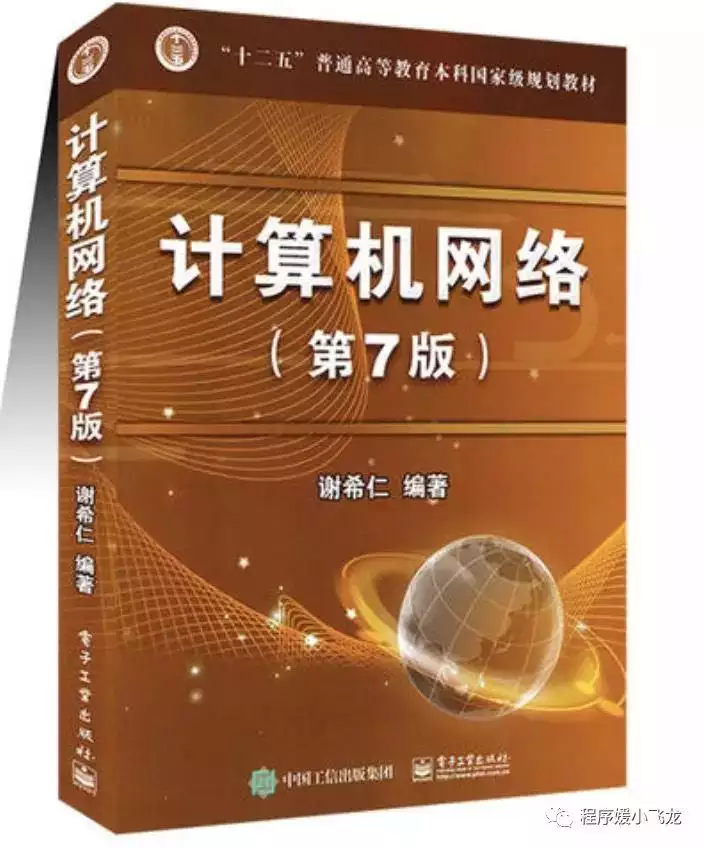 “十二五”普通高等教育本科国家级规划教材
计算机网络
（第7版）
谢希仁 编著
中国工信出版集团
电子工业出版社
计算机网络（第7版）
谢希仁 编著
电子工业出版社
程序媛小飞龙